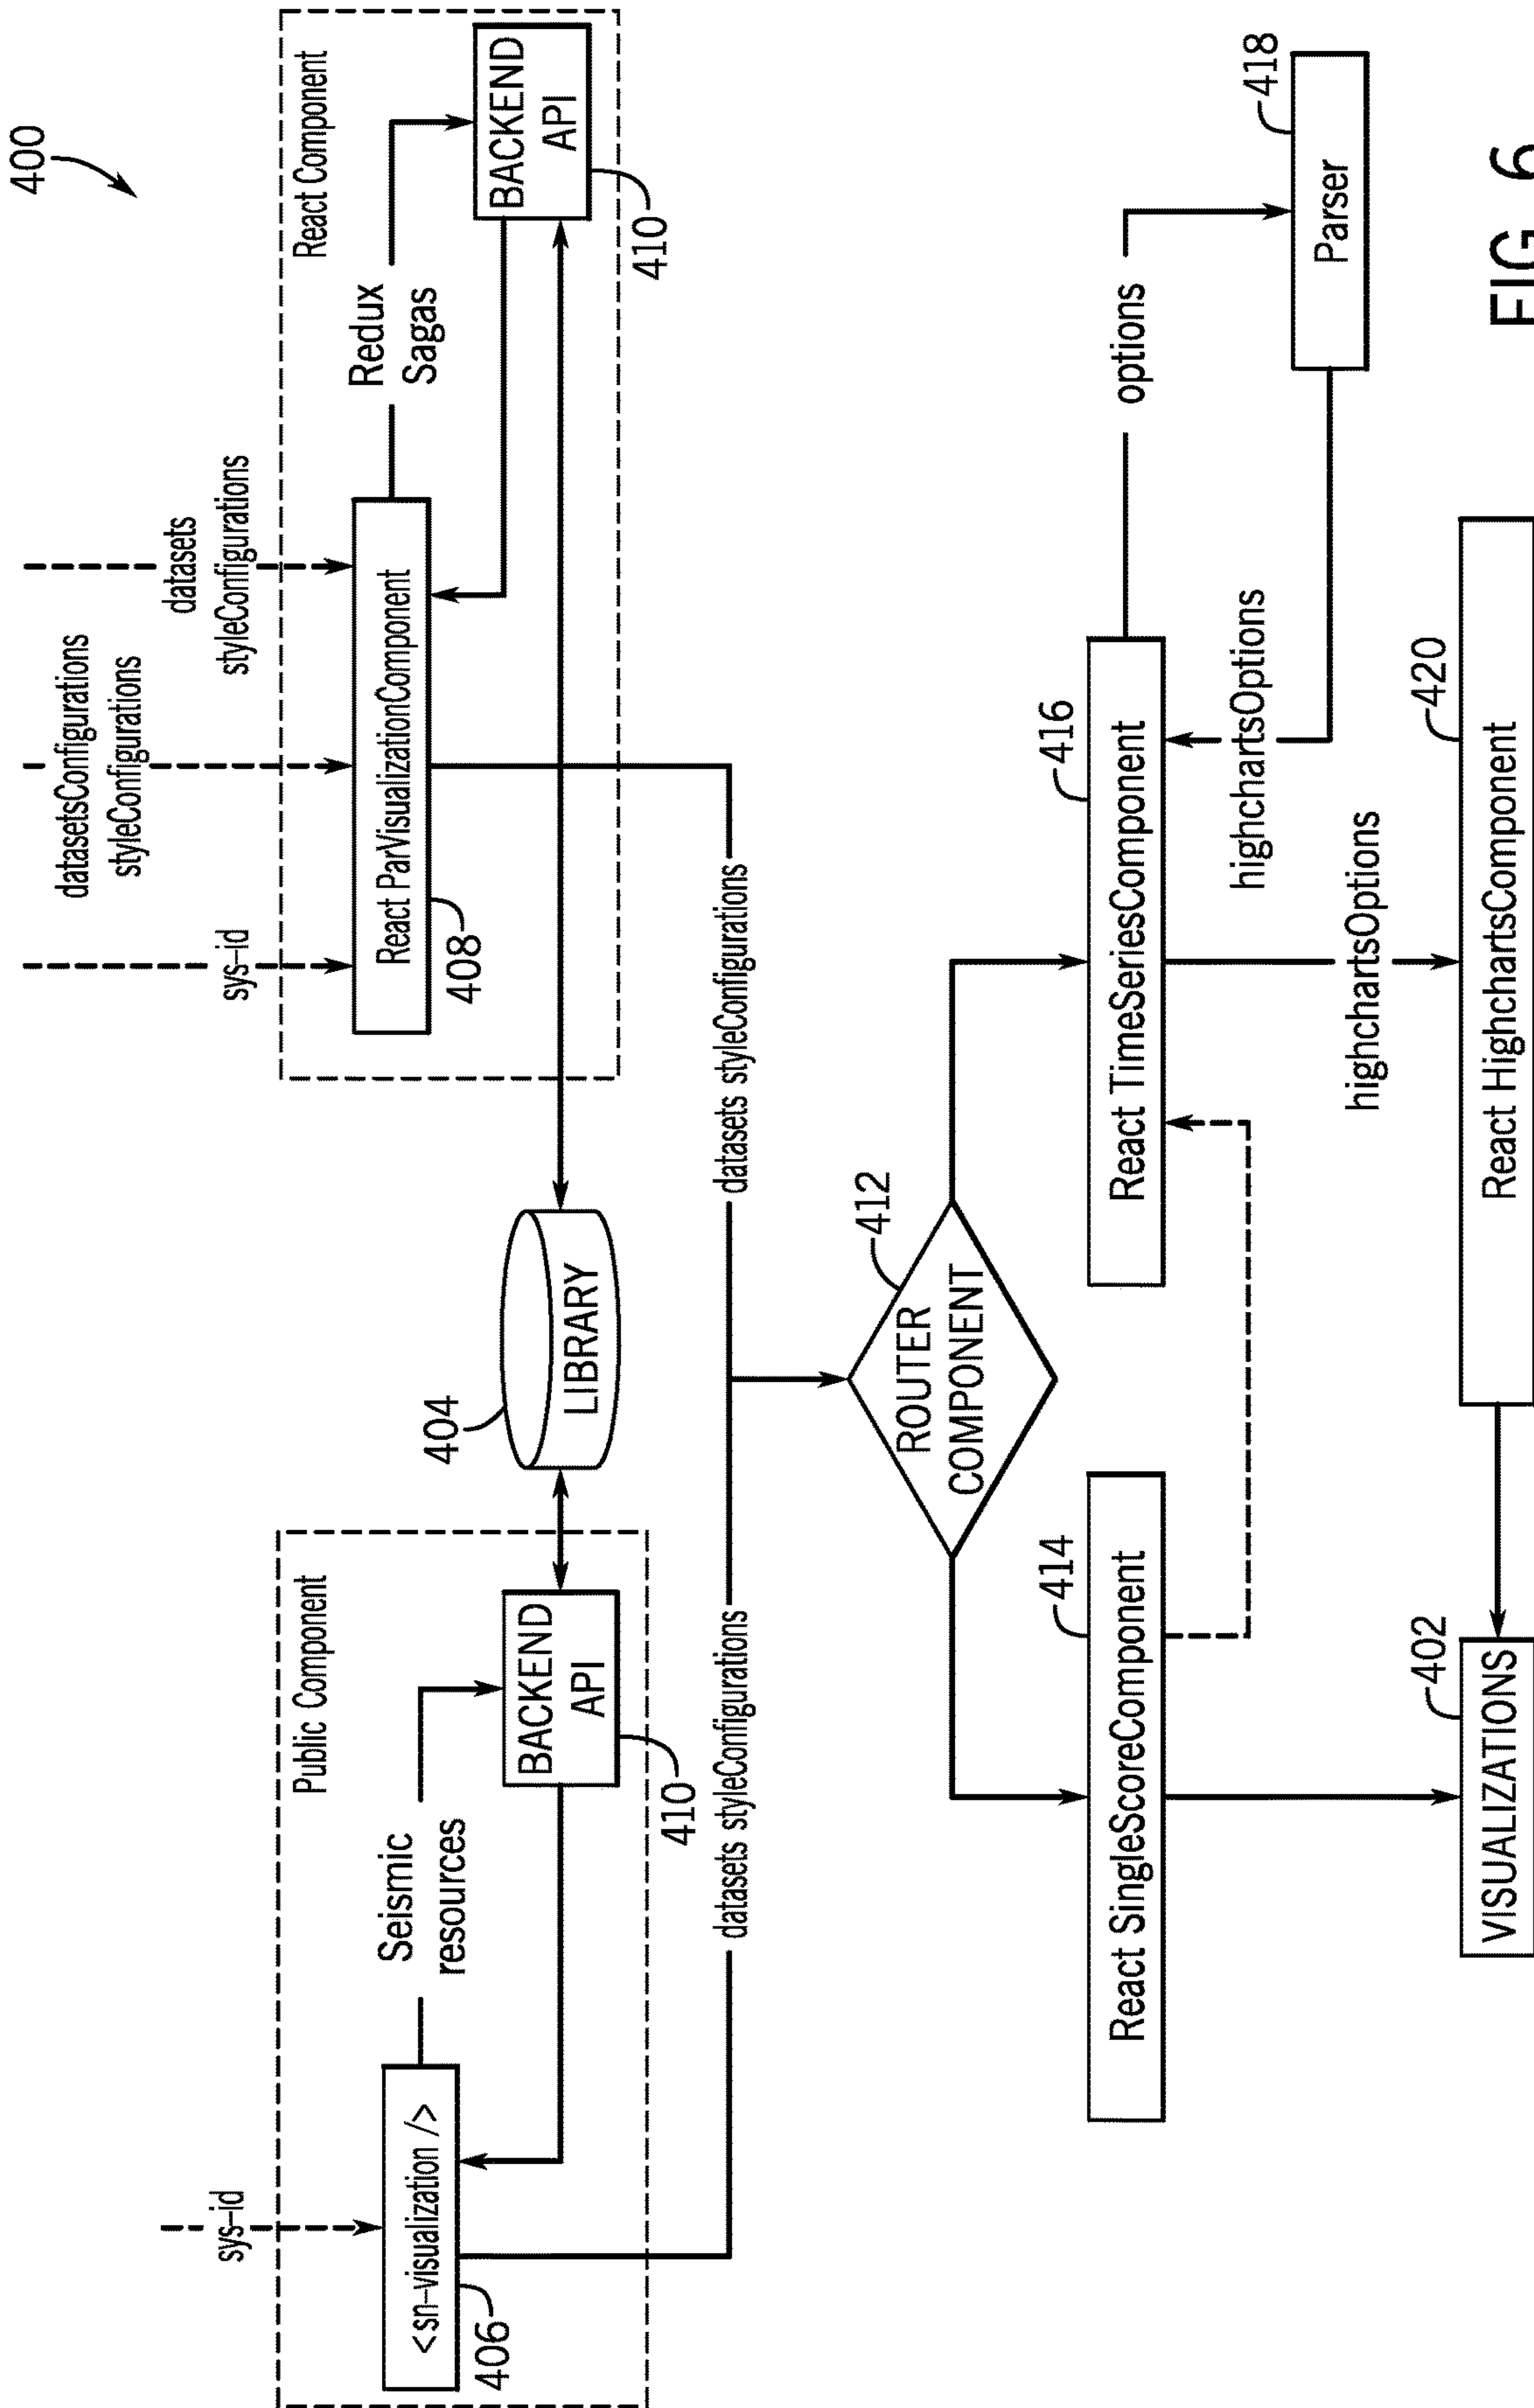 400
sys-id
datasetsConfigurations
styleConfigurations
datasets
styleConfigurations
sys-id
Public Component
<sn-visualization />
406
Seismic
resources
BACKEND
API
410
404
LIBRARY
React Component
React ParVisualizationComponent
408
Redux
Sagas
BACKEND
API
410
datasets styleConfigurations
datasets styleConfigurations
ROUTER
COMPONENT
412
React SingleScoreComponent
414
React TimeSeriesComponent
416
options
Parser
418
highchartsOptions
highchartsOptions
VISUALIZATIONS
402
React HighchartsComponent
420
FIG. 6